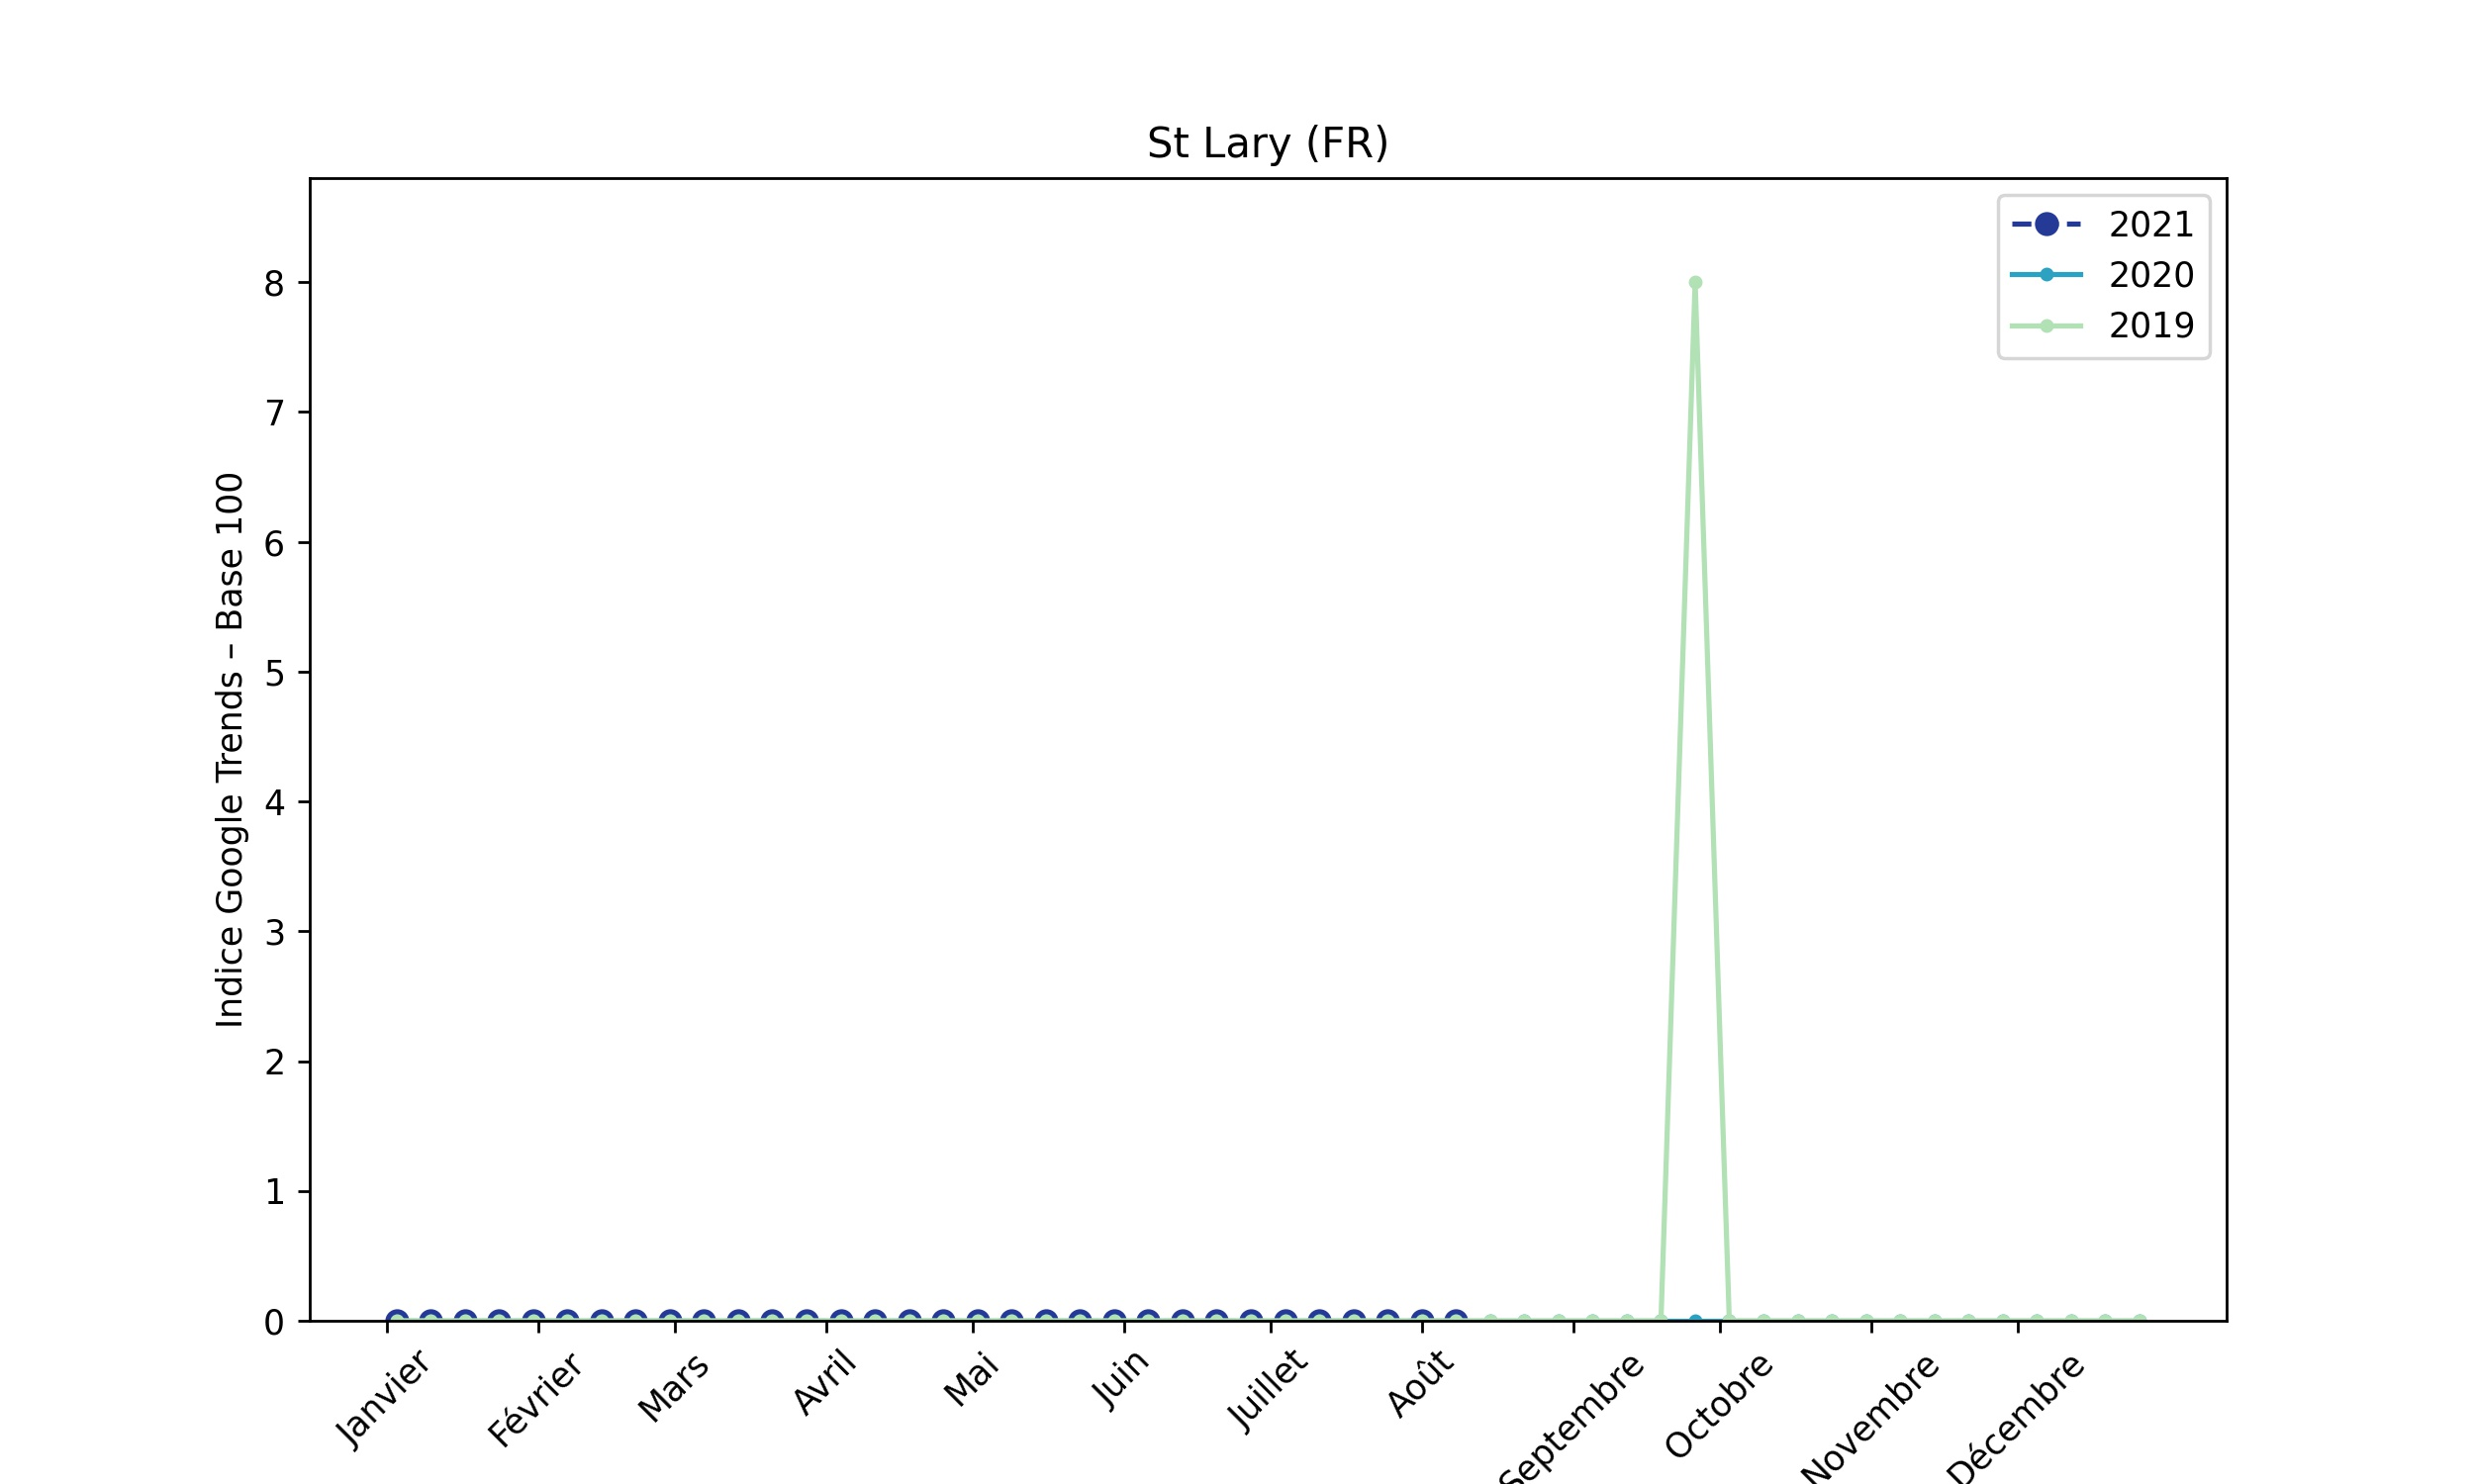 St Lary (FR)
2021
2020
2019
8
7
6
5
4
3
2
1
0
Indice Google Trends – Base 100
Janvier
Février
Mars
Avril
Mai
Juin
Juillet
Août
Septembre
Octobre
Novembre
Décembre